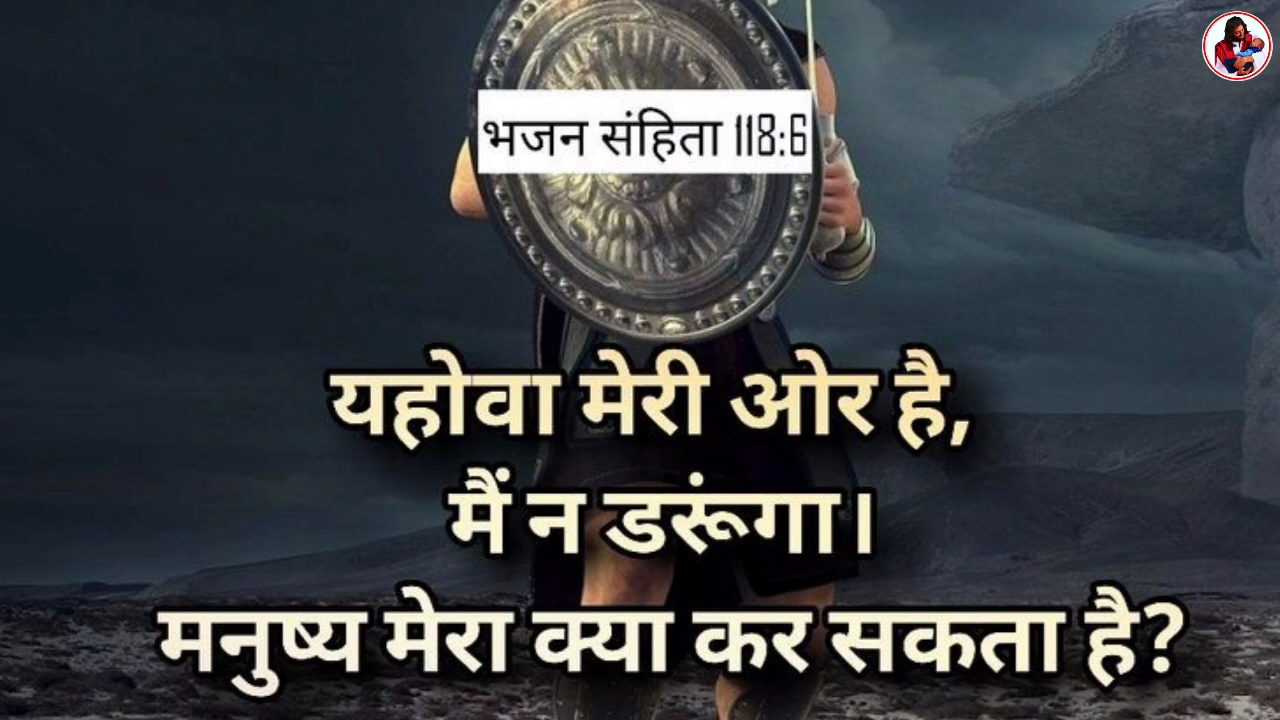 भजन संहिता 118:6
यहोवा मेरी ओर है,
मैं न डरूंगा।
मनुष्य मेरा क्या कर सकता है?